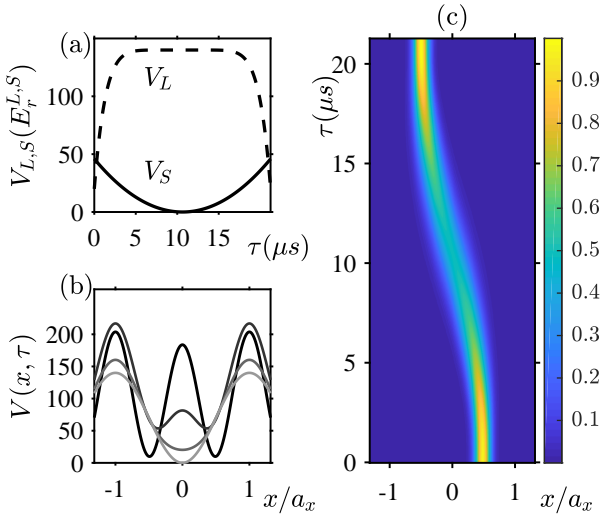 (a)
V_{L,S}(E_r^{L,S})
100
50
0
V_L
V_S
0 5 10 15
τ(μs)
(b)
V(x,τ)
200
150
100
50
0
-1 0 1
x/a_x
(c)
τ(μs)
20
15
10
5
0
-1 0 1
x/a_x
0.9
0.8
0.7
0.6
0.5
0.4
0.3
0.2
0.1